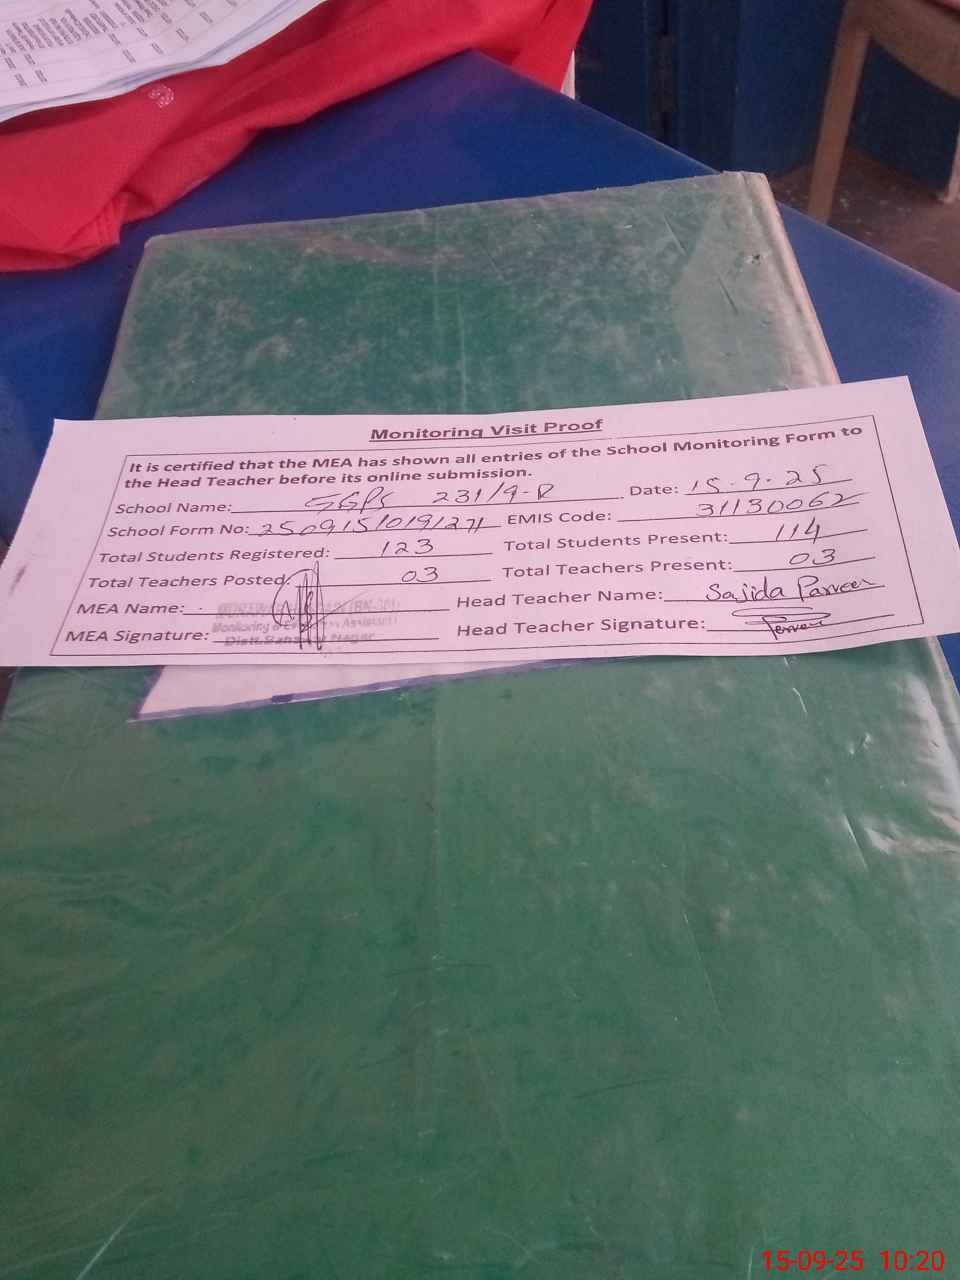 Monitoring Visit Proof
It is certified that the MEA has shown all entries of the School Monitoring Form to
the Head Teacher before its online submission.
School Name: GGPS 231/9-R Date: 15-9-25
School Form No: EMIS Code: 31130062
Total Students Registered: 123 Total Students Present: 114
Total Teachers Posted: 03 Total Teachers Present: 03
MEA Name: Head Teacher Name: Sajida Parveen
MEA Signature: Head Teacher Signature: Perveen
15-09-25 10:20